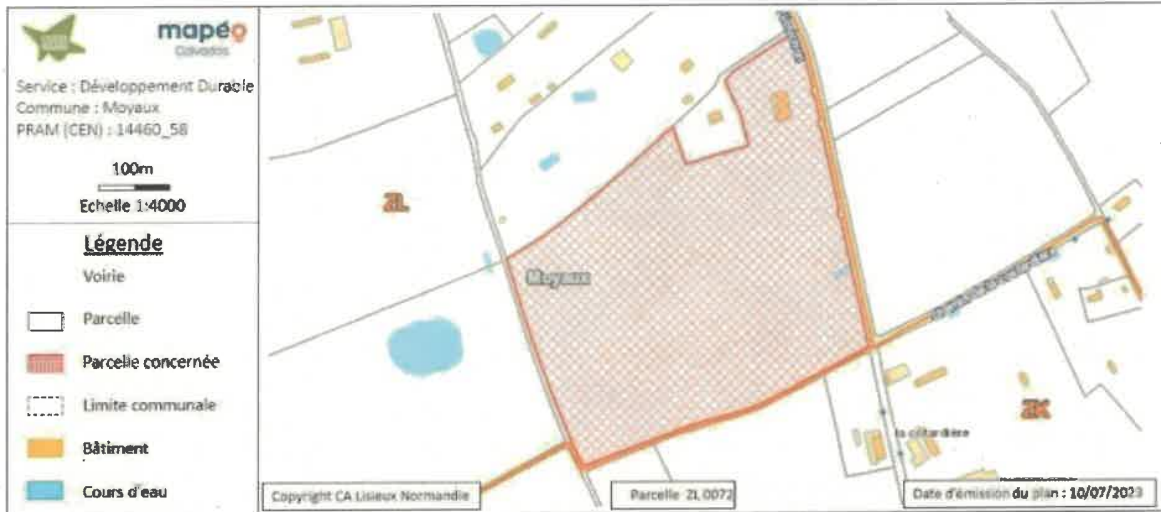 mapéo
Calvados
Service : Développement Durable
Commune : Moyaux
PRAM (CEN) : 14460_58
100m
Echelle 1:4000
Légende
Voirie
Parcelle
Parcelle concernée
Limite communale
Bâtiment
Cours d'eau
ZL
Moyaux
ZK
la côtardière
Copyright CA Lisieux Normandie
Parcelle ZL 0072
Date d'émission du plan : 10/07/2023